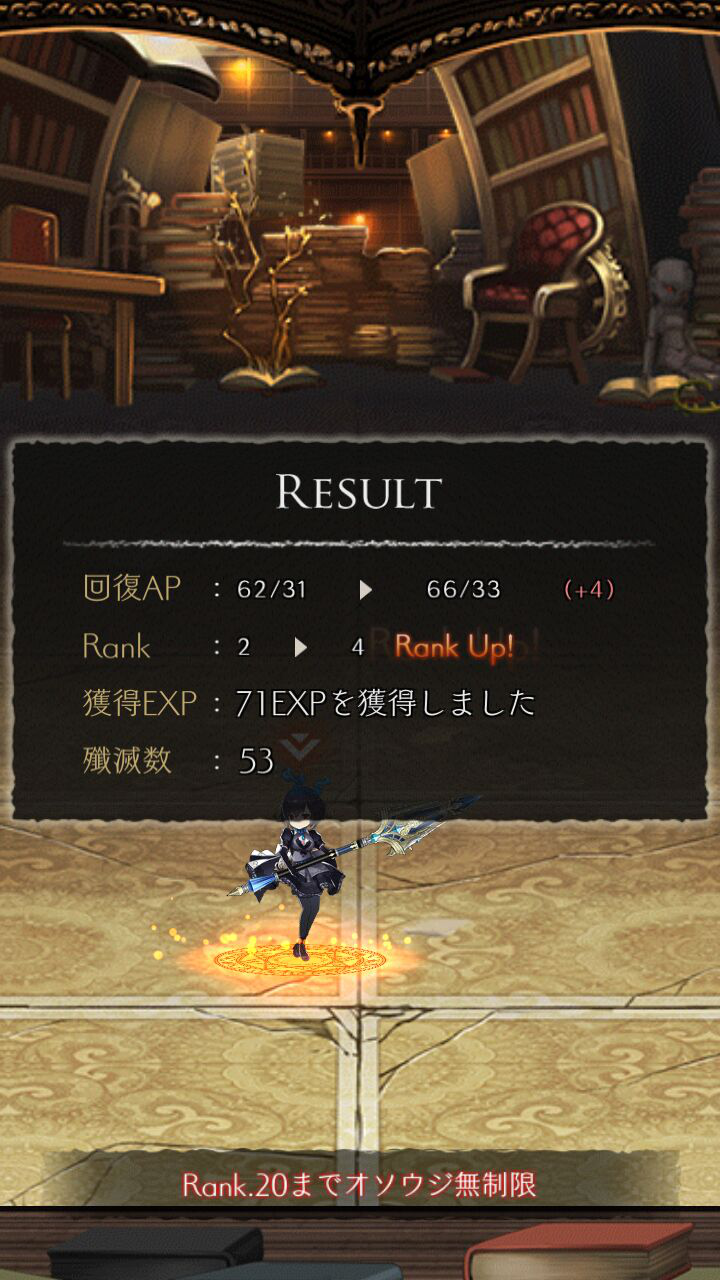 RESULT
回復AP : 62/31 ▶ 66/33 (+4)
Rank : 2 ▶ 4 Rank Up!
獲得EXP : 71EXPを獲得しました
殲滅数 : 53
Rank.20までオソウジ無制限